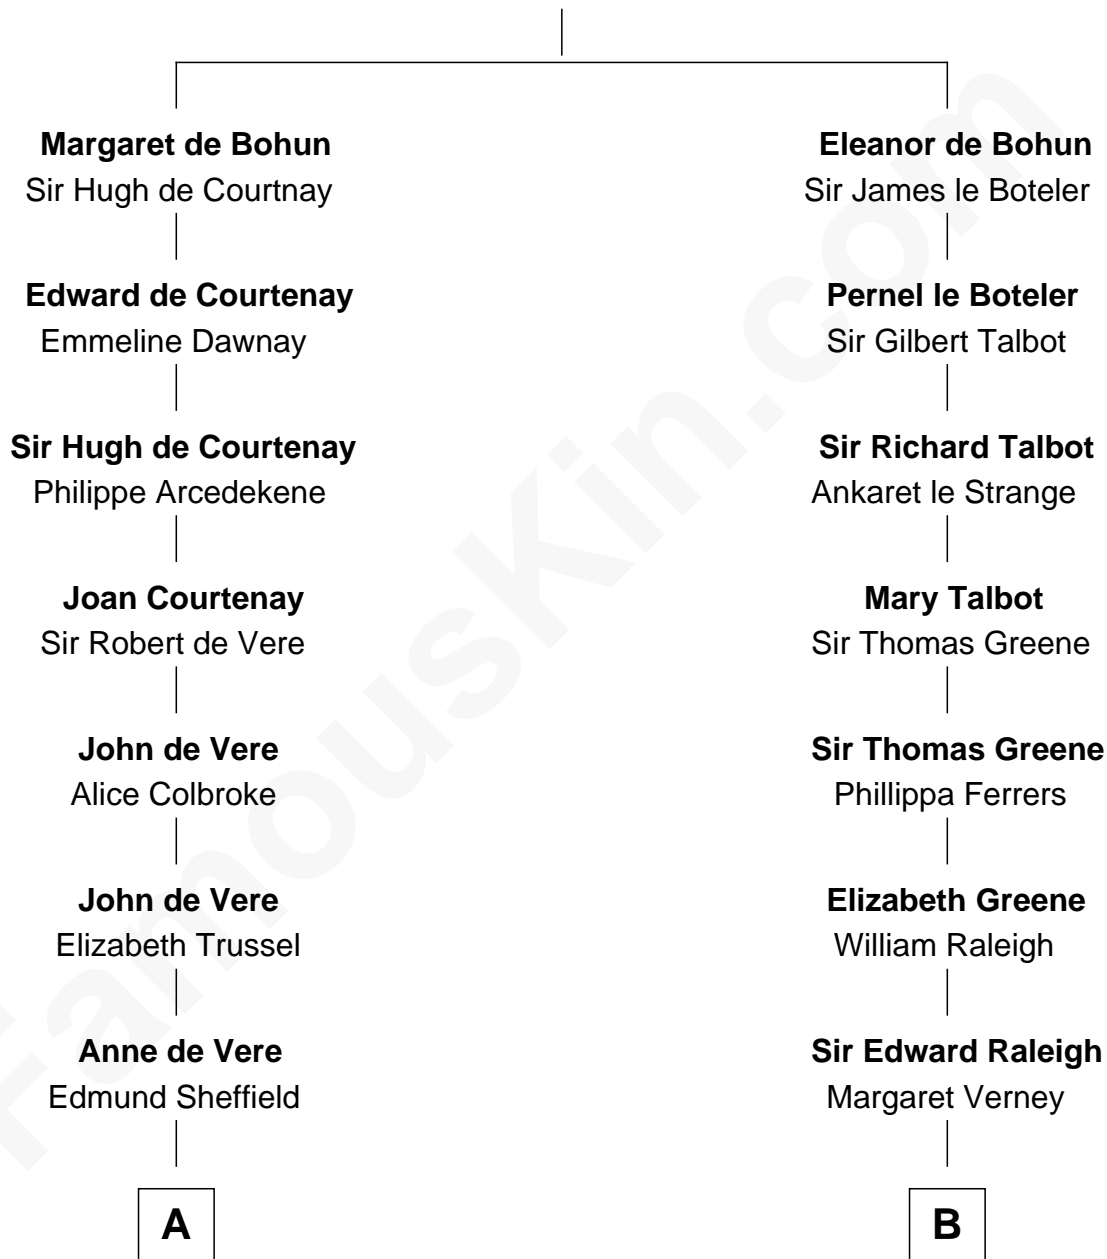 Margaret de Bohun
Sir Hugh de Courtnay
Edward de Courtenay
Emmeline Dawnay
Sir Hugh de Courtenay
Philippe Arcedekene
Joan Courtenay
Sir Robert de Vere
John de Vere
Alice Colbroke
John de Vere
Elizabeth Trussel
Anne de Vere
Edmund Sheffield
A
Eleanor de Bohun
Sir James le Boteler
Pernel le Boteler
Sir Gilbert Talbot
Sir Richard Talbot
Ankaret le Strange
Mary Talbot
Sir Thomas Greene
Sir Thomas Greene
Phillippa Ferrers
Elizabeth Greene
William Raleigh
Sir Edward Raleigh
Margaret Verney
B
FamousKin.com